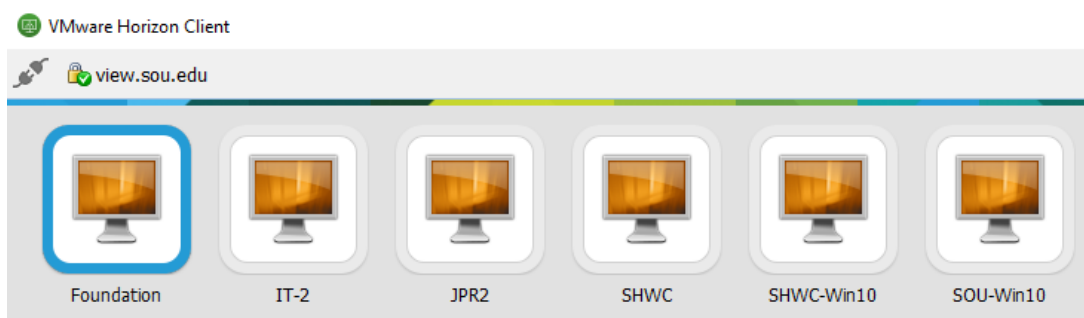 VMware Horizon Client
view.sou.edu
Foundation IT-2 JPR2 SHWC SHWC-Win10 SOU-Win10